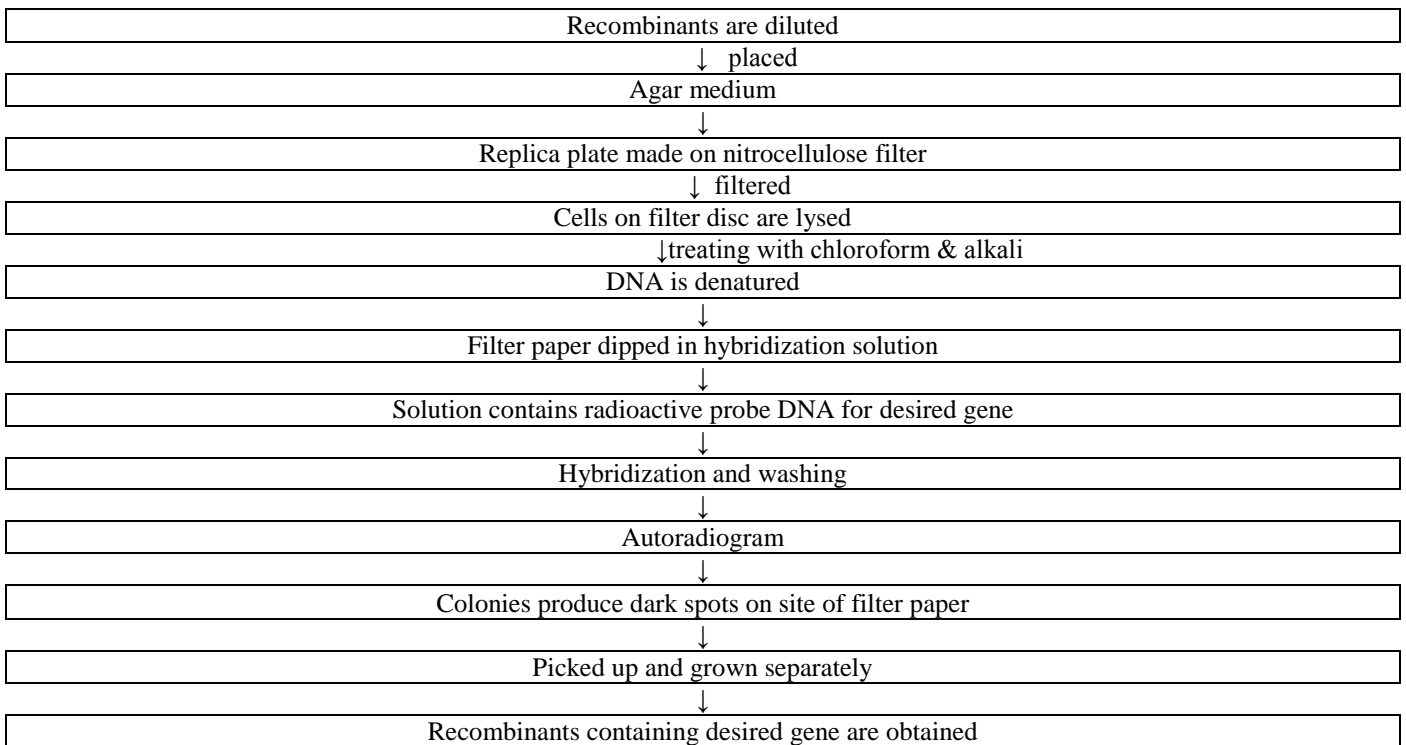 Recombinants are diluted
↓ placed
Agar medium
↓
Replica plate made on nitrocellulose filter
↓ filtered
Cells on filter disc are lysed
↓treating with chloroform & alkali
DNA is denatured
↓
Filter paper dipped in hybridization solution
↓
Solution contains radioactive probe DNA for desired gene
↓
Hybridization and washing
↓
Autoradiogram
↓
Colonies produce dark spots on site of filter paper
↓
Picked up and grown separately
↓
Recombinants containing desired gene are obtained